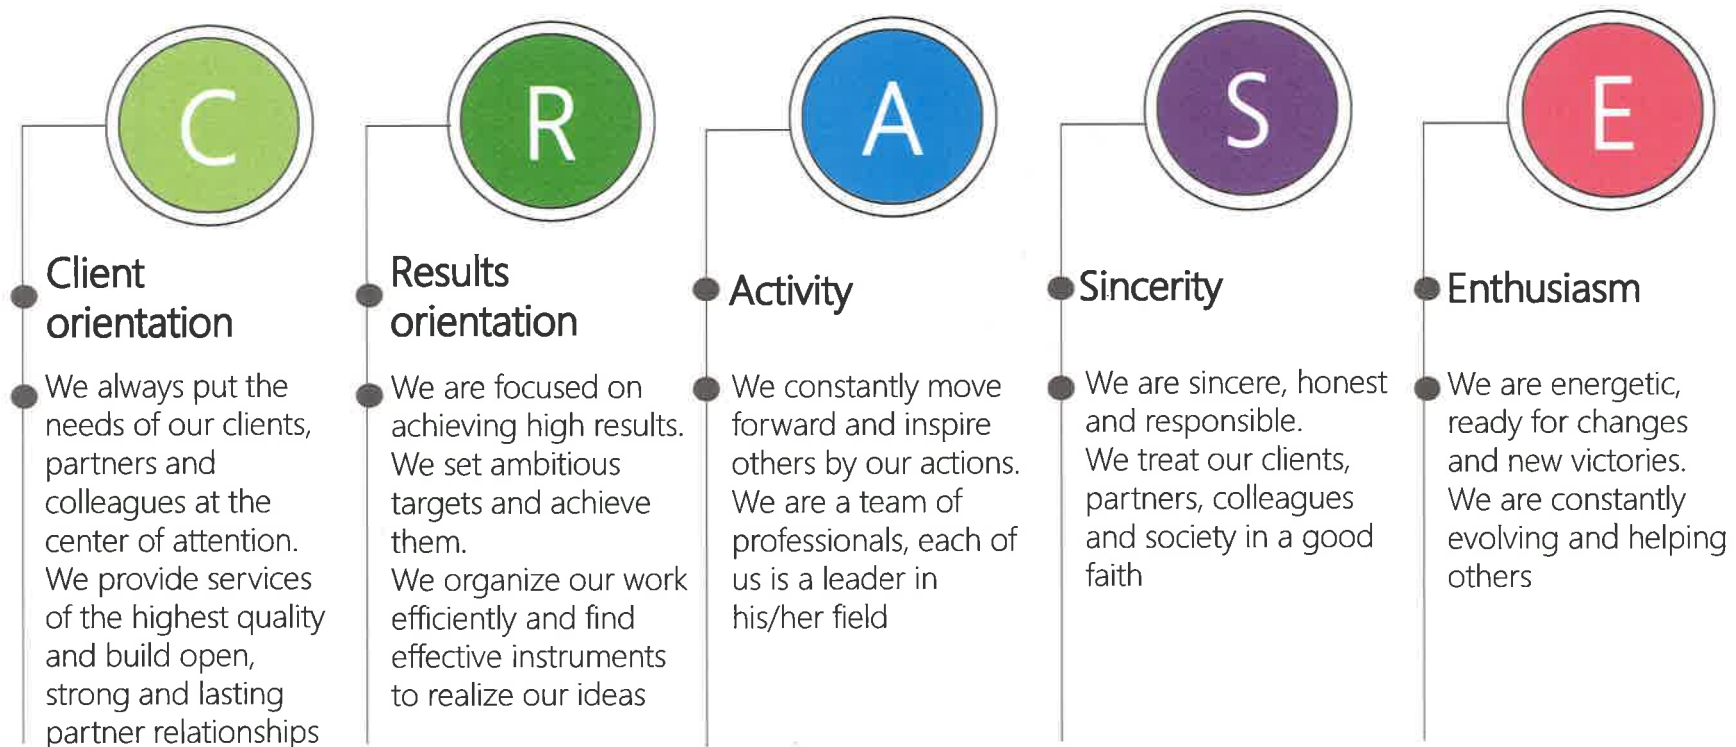 C
Client
orientation
We always put the
needs of our clients,
partners and
colleagues at the
center of attention.
We provide services
of the highest quality
and build open,
strong and lasting
partner relationships
R
Results
orientation
We are focused on
achieving high results.
We set ambitious
targets and achieve
them.
We organize our work
efficiently and find
effective instruments
to realize our ideas
A
Activity
We constantly move
forward and inspire
others by our actions.
We are a team of
professionals, each of
us is a leader in
his/her field
S
Sincerity
We are sincere, honest
and responsible.
We treat our clients,
partners, colleagues
and society in a good
faith
E
Enthusiasm
We are energetic,
ready for changes
and new victories.
We are constantly
evolving and helping
others